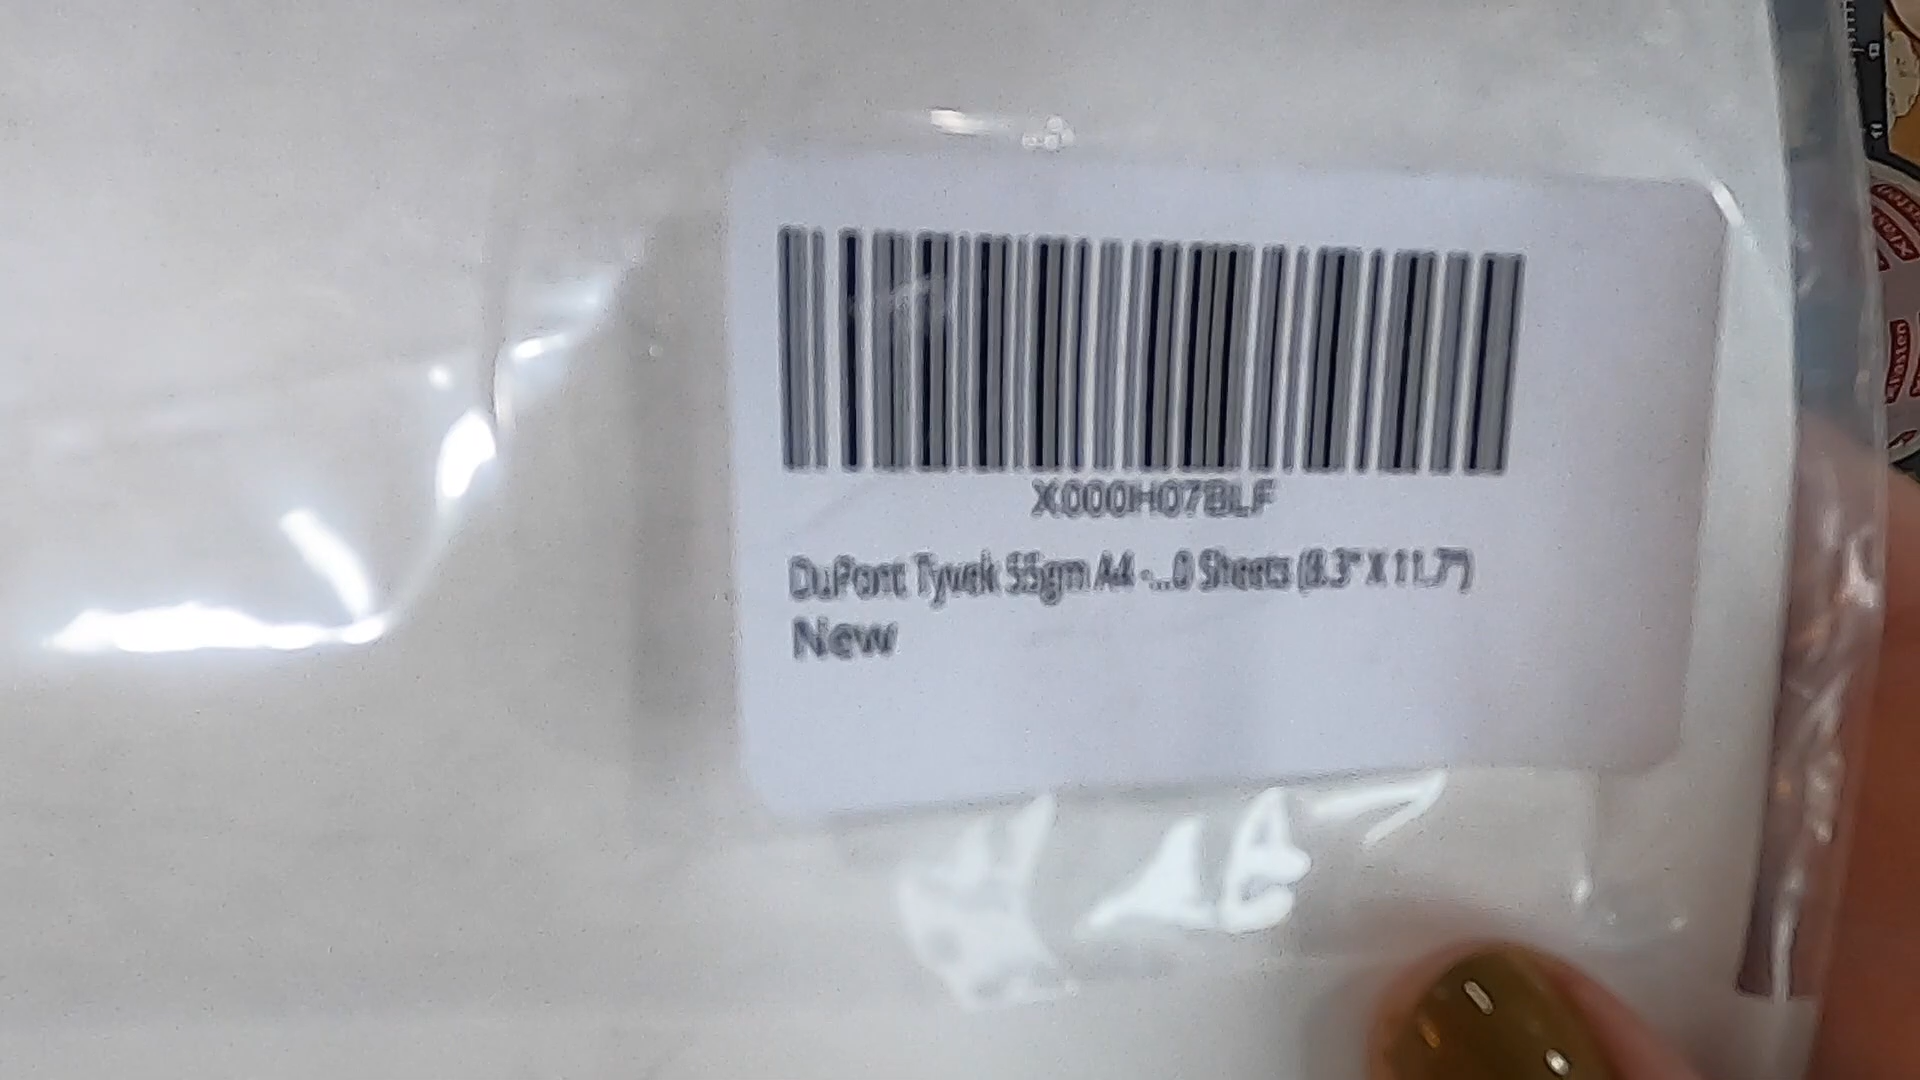 X000H07BLF
DuPont Tyvek 55gm A4 -...0 Sheets (8.3" X 11.7")
New